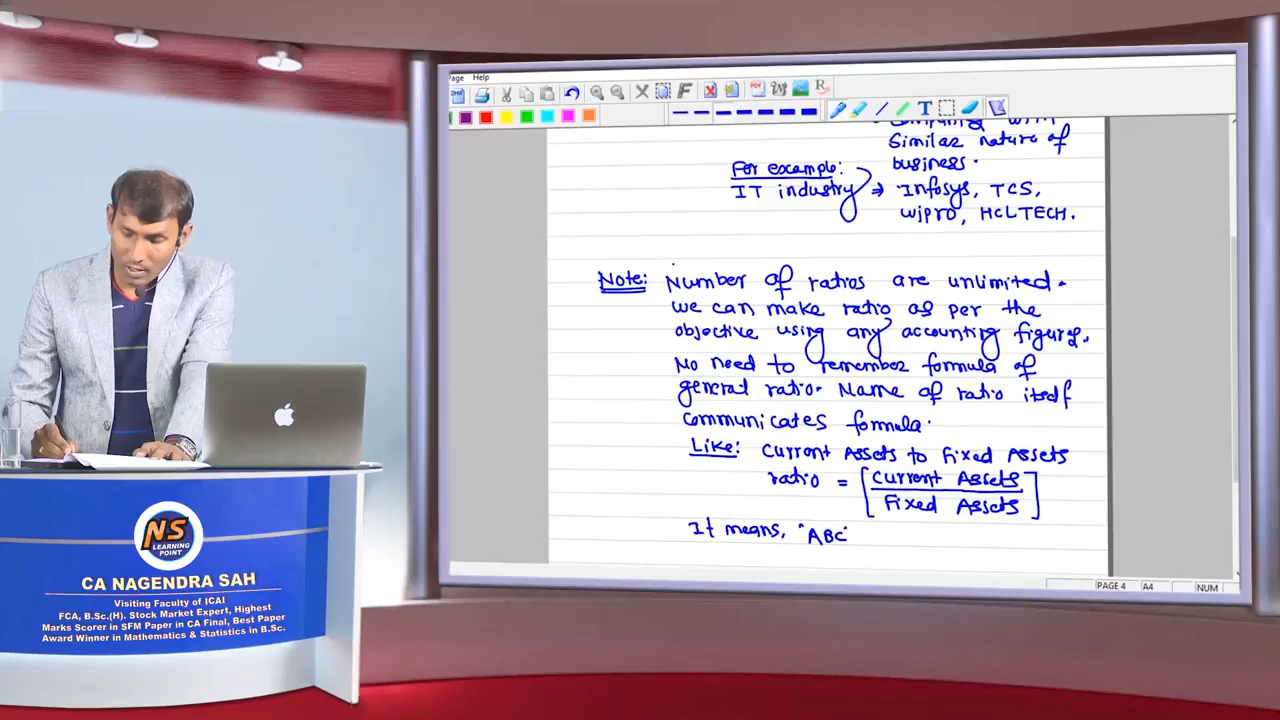 Page Help
Similar nature of
business.
For example:
IT industry → Infosys, TCS,
Wipro, HCLTECH.
Note: Number of ratios are unlimited.
we can make ratio as per the
objective using any accounting figures.
No need to remember formula of
general ratio. Name of ratio itself
communicates formula.
Like: Current Assets to Fixed Assets
ratio = [Current Assets
Fixed Assets]
It means, "ABC"
PAGE 4 A4 NUM
NS
LEARNING
POINT
CA NAGENDRA SAH
Visiting Faculty of ICAI
FCA, B.Sc.(H). Stock Market Expert, Highest
Marks Scorer in SFM Paper in CA Final, Best Paper
Award Winner in Mathematics & Statistics in B.Sc.